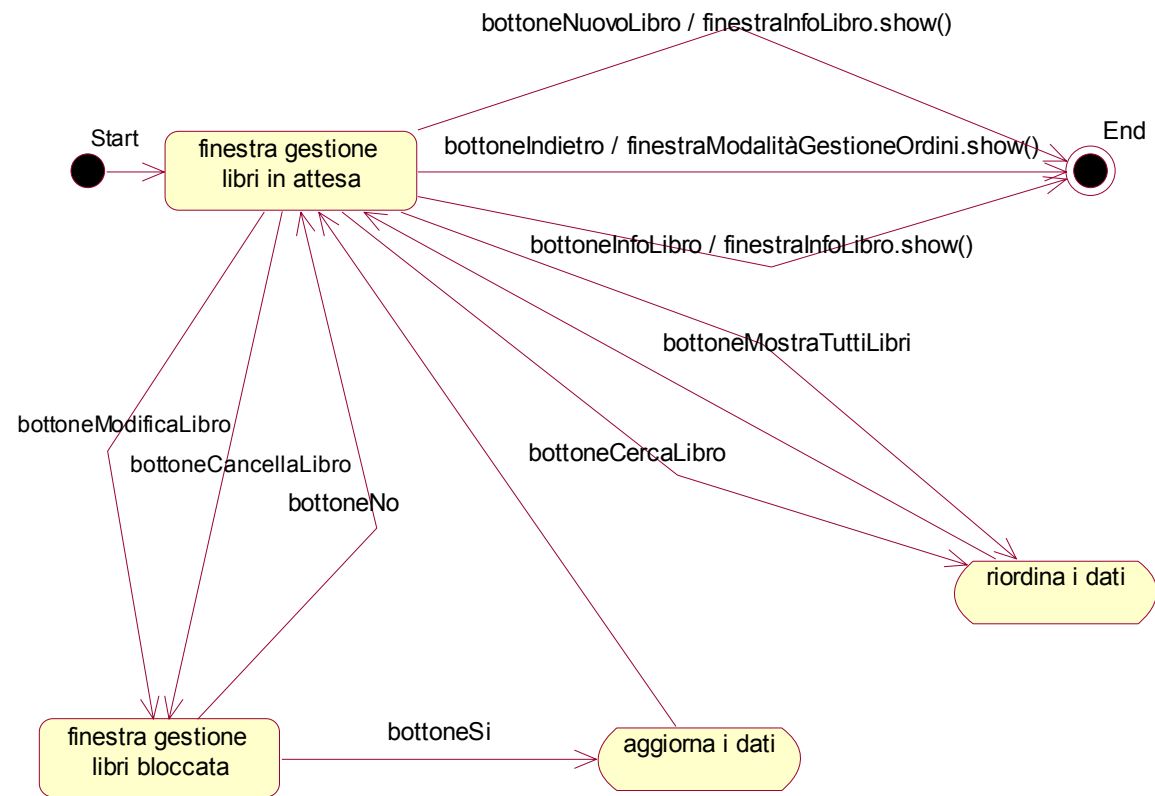 bottoneNuovoLibro / finestraInfoLibro.show()
Start
End
finestra gestione
libri in attesa
bottoneIndietro / finestraModalitàGestioneOrdini.show()
bottoneInfoLibro / finestraInfoLibro.show()
bottoneMostraTuttiLibri
bottoneModificaLibro
bottoneCancellaLibro
bottoneCercaLibro
bottoneNo
riordina i dati
finestra gestione
libri bloccata
bottoneSi
aggiorna i dati